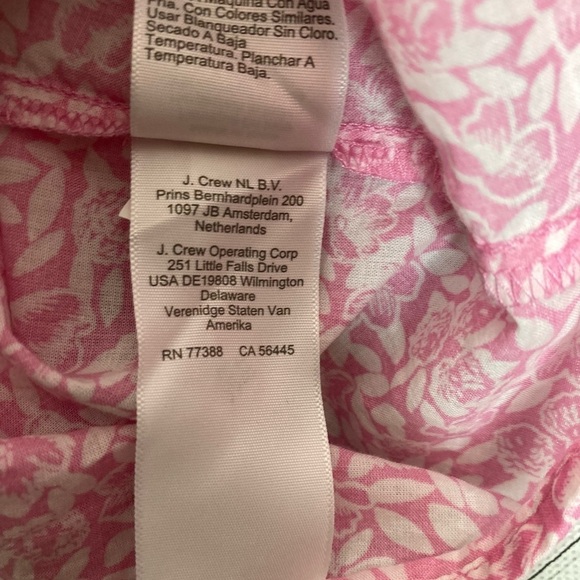 Maquina Con Agua
Fria. Con Colores Similares.
Usar Blanqueador Sin Cloro.
Secado A Baja
Temperatura. Planchar A
Temperatura Baja.
J. Crew NL B.V.
Prins Bernhardplein 200
1097 JB Amsterdam,
Netherlands
J. Crew Operating Corp
251 Little Falls Drive
USA DE19808 Wilmington
Delaware
Verenidge Staten Van
Amerika
RN 77388 CA 56445